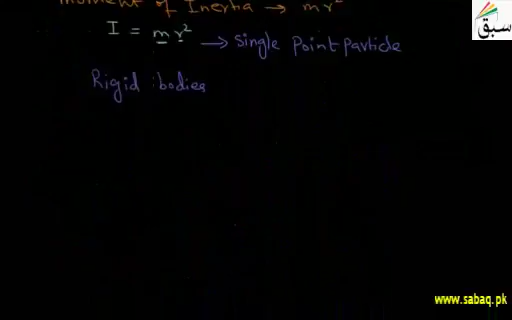 moment of Inertia → mr²
I = mr² → Single Point Particle
Rigid bodies
سبق
www.sabaq.pk